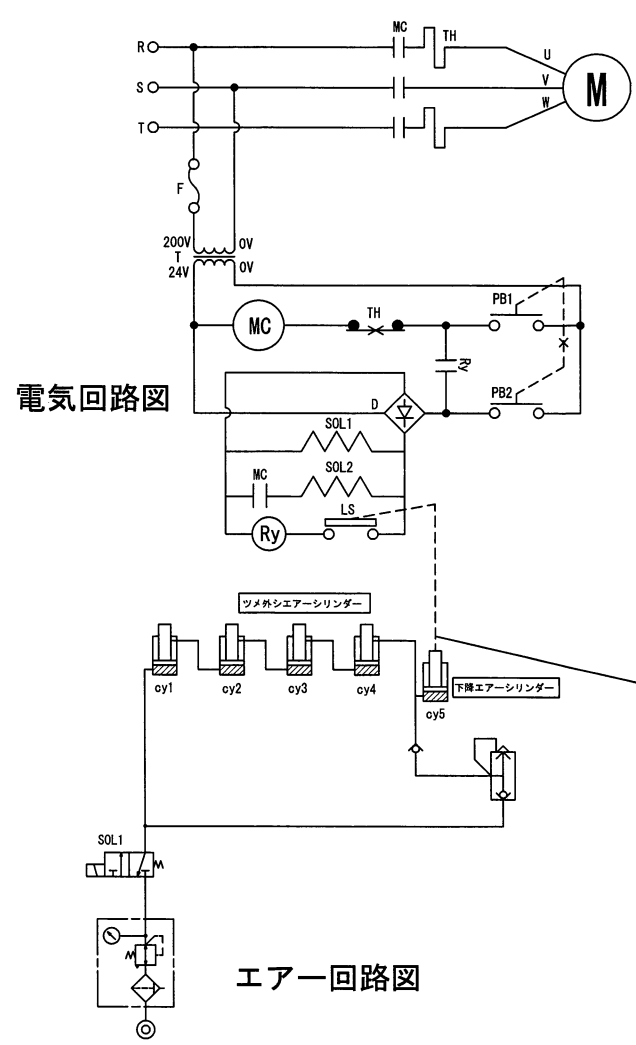 MC
TH
R
U
S
V
M
T
W
F
200V
0V
T
24V
0V
PB1
MC
TH
Ry
PB2
電気回路図
D
SOL1
MC
SOL2
LS
Ry
ツメ外シエアーシリンダー
cy1
cy2
cy3
cy4
下降エアーシリンダー
cy5
SOL1
エアー回路図